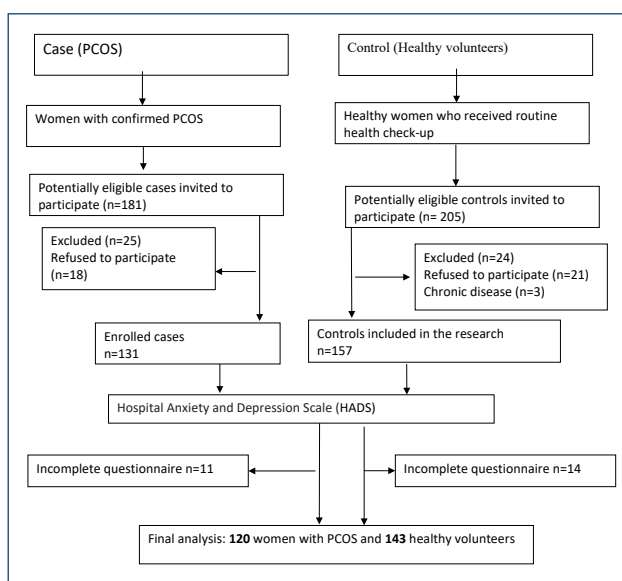 Case (PCOS)
Control (Healthy volunteers)
Women with confirmed PCOS
Healthy women who received routine
health check-up
Potentially eligible cases invited to
participate (n=181)
Potentially eligible controls invited to
participate (n= 205)
Excluded (n=25)
Refused to participate
(n=18)
Excluded (n=24)
Refused to participate (n=21)
Chronic disease (n=3)
Enrolled cases
n=131
Controls included in the research
n=157
Hospital Anxiety and Depression Scale (HADS)
Incomplete questionnaire n=11
Incomplete questionnaire n=14
Final analysis: 120 women with PCOS and 143 healthy volunteers